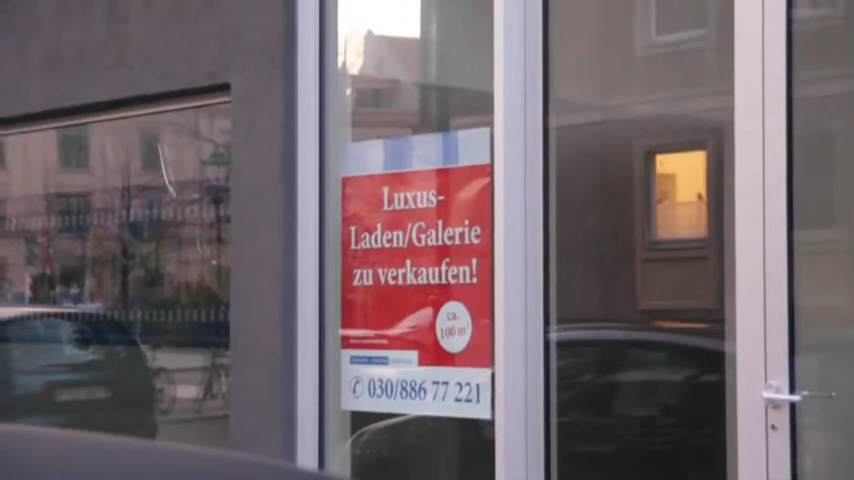 Luxus-
Laden/Galerie
zu verkaufen!
ca.
100 m²
✆ 030/886 77 221